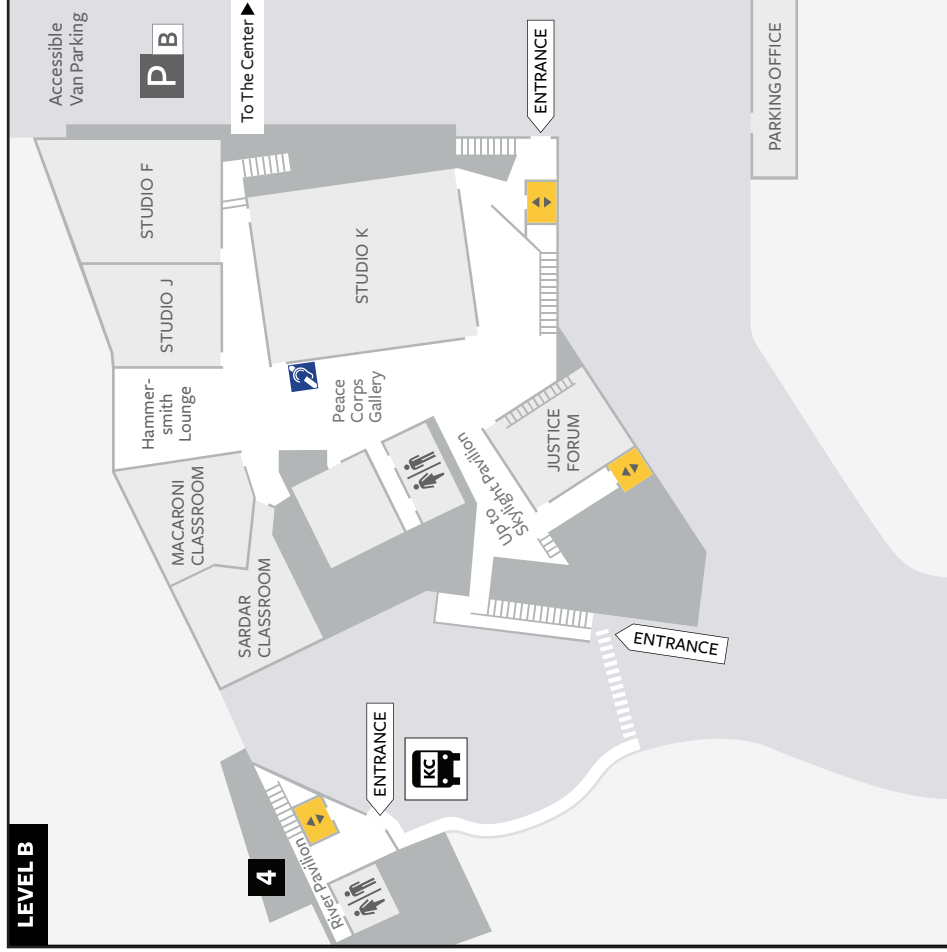 LEVEL B
Accessible
Van Parking
P B
To The Center
ENTRANCE
PARKING OFFICE
STUDIO F
STUDIO J
STUDIO K
Hammer-
smith
Lounge
Peace
Corps
Gallery
MACARONI
CLASSROOM
SARDAR
CLASSROOM
JUSTICE
FORUM
Up to
Skylight Pavilion
ENTRANCE
ENTRANCE
KC
4
River Pavilion